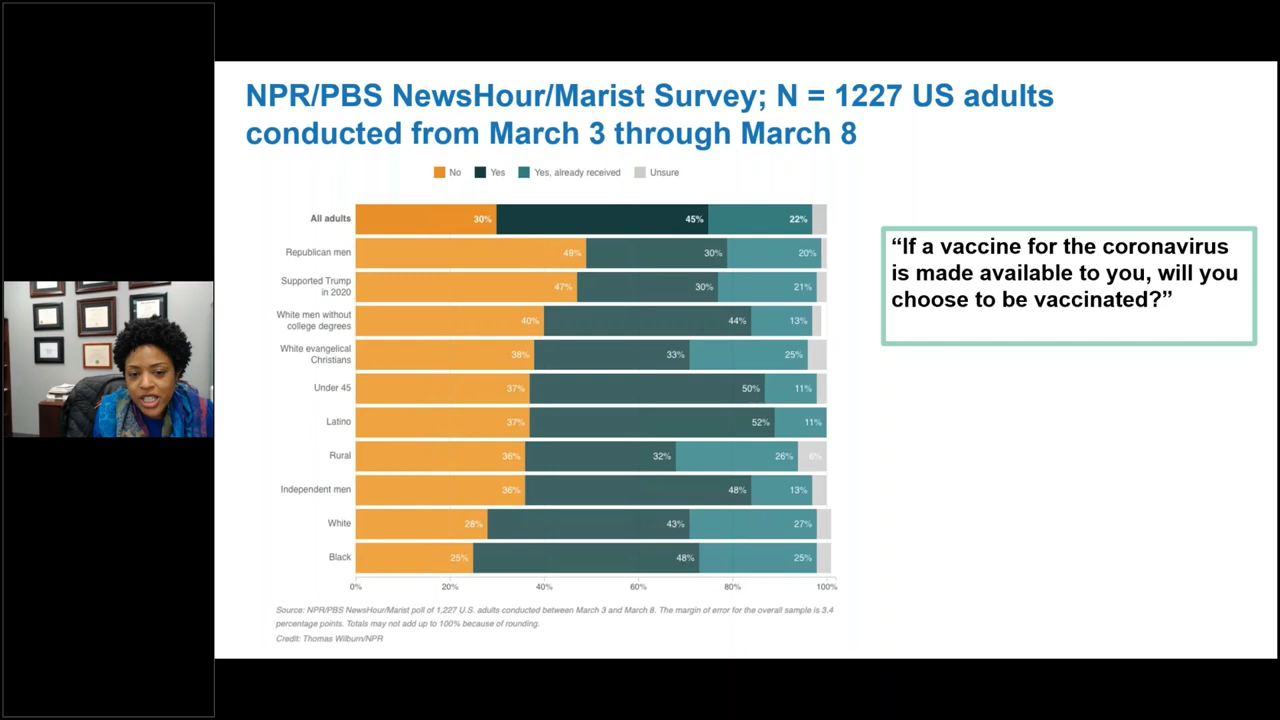 NPR/PBS NewsHour/Marist Survey; N = 1227 US adults
conducted from March 3 through March 8
No Yes Yes, already received Unsure
All adults 30% 45% 22%
Republican men 49% 30% 20%
Supported Trump
in 2020 47% 30% 21%
White men without
college degrees 40% 44% 13%
White evangelical
Christians 38% 33% 25%
Under 45 37% 50% 11%
Latino 37% 52% 11%
Rural 36% 32% 26% 6%
Independent men 36% 48% 13%
White 28% 43% 27%
Black 25% 48% 25%
0% 20% 40% 60% 80% 100%
Source: NPR/PBS NewsHour/Marist poll of 1,227 U.S. adults conducted between March 3 and March 8. The margin of error for the overall sample is 3.4
percentage points. Totals may not add up to 100% because of rounding.
Credit: Thomas Wilburn/NPR
“If a vaccine for the coronavirus
is made available to you, will you
choose to be vaccinated?”